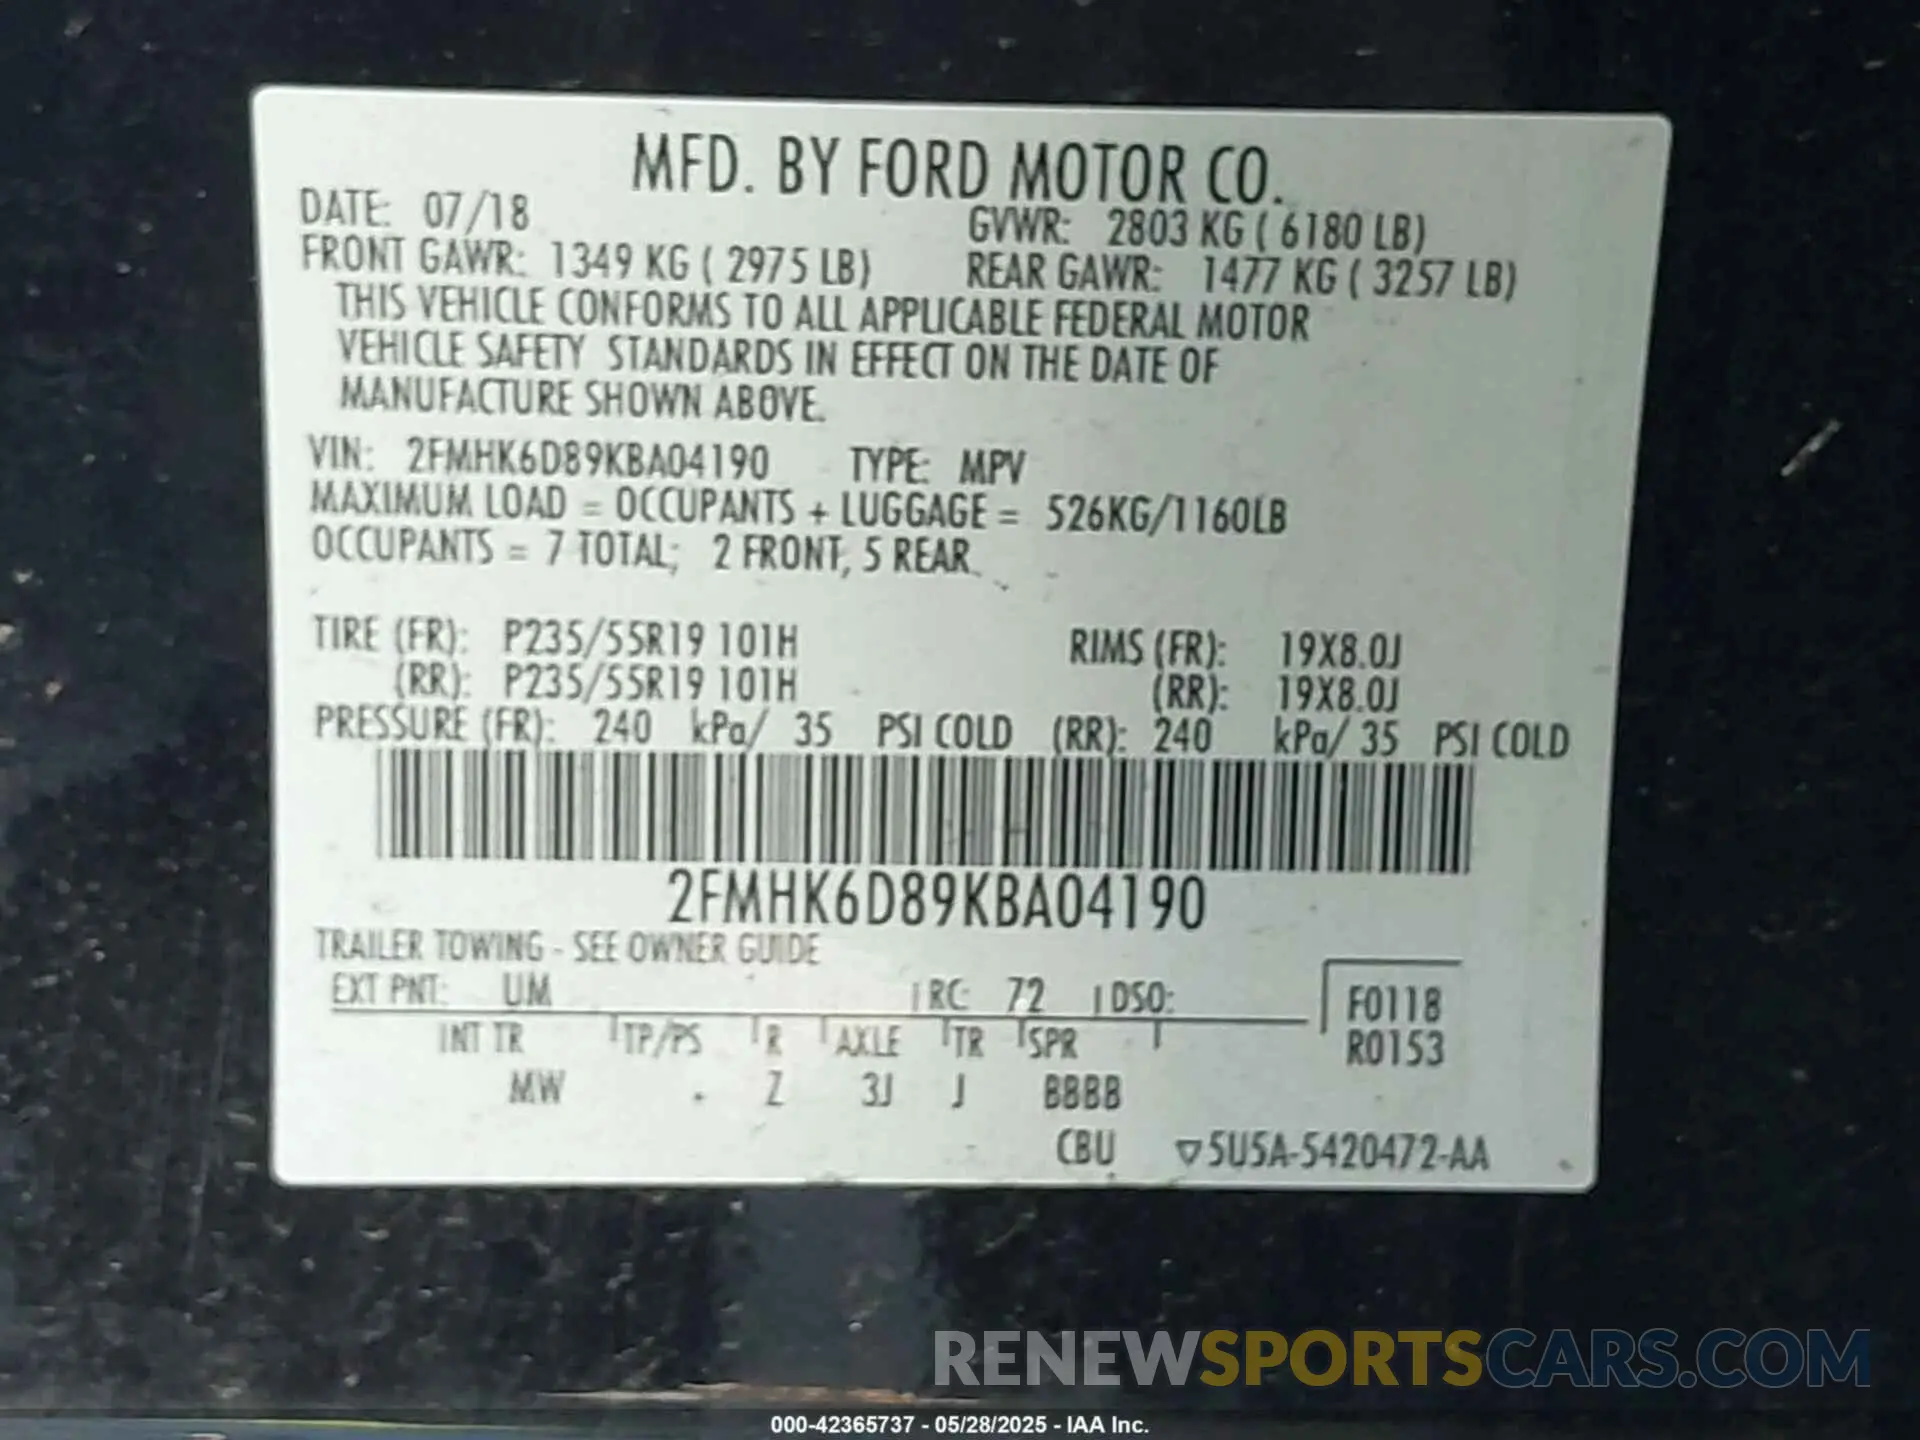 MFD. BY FORD MOTOR CO.
DATE: 07/18 GVWR: 2803 KG ( 6180 LB)
FRONT GAWR: 1349 KG ( 2975 LB) REAR GAWR: 1477 KG ( 3257 LB)
THIS VEHICLE CONFORMS TO ALL APPLICABLE FEDERAL MOTOR
VEHICLE SAFETY STANDARDS IN EFFECT ON THE DATE OF
MANUFACTURE SHOWN ABOVE.
VIN: 2FMHK6D89KBA04190 TYPE: MPV
MAXIMUM LOAD = OCCUPANTS + LUGGAGE = 526KG/1160LB
OCCUPANTS = 7 TOTAL; 2 FRONT, 5 REAR
TIRE (FR): P235/55R19 101H RIMS (FR): 19X8.0J
(RR): P235/55R19 101H (RR): 19X8.0J
PRESSURE (FR): 240 kPa/ 35 PSI COLD (RR): 240 kPa/ 35 PSI COLD
2FMHK6D89KBA04190
TRAILER TOWING - SEE OWNER GUIDE
EXT PNT: UM RC: 72 DSO: F0118
INT TR TP/PS R AXLE TR SPR R0153
MW . Z 3J J BBBB
CBU ▽5U5A-5420472-AA
RENEWSPORTSCARS.COM
000-42365737 - 05/28/2025 - IAA Inc.